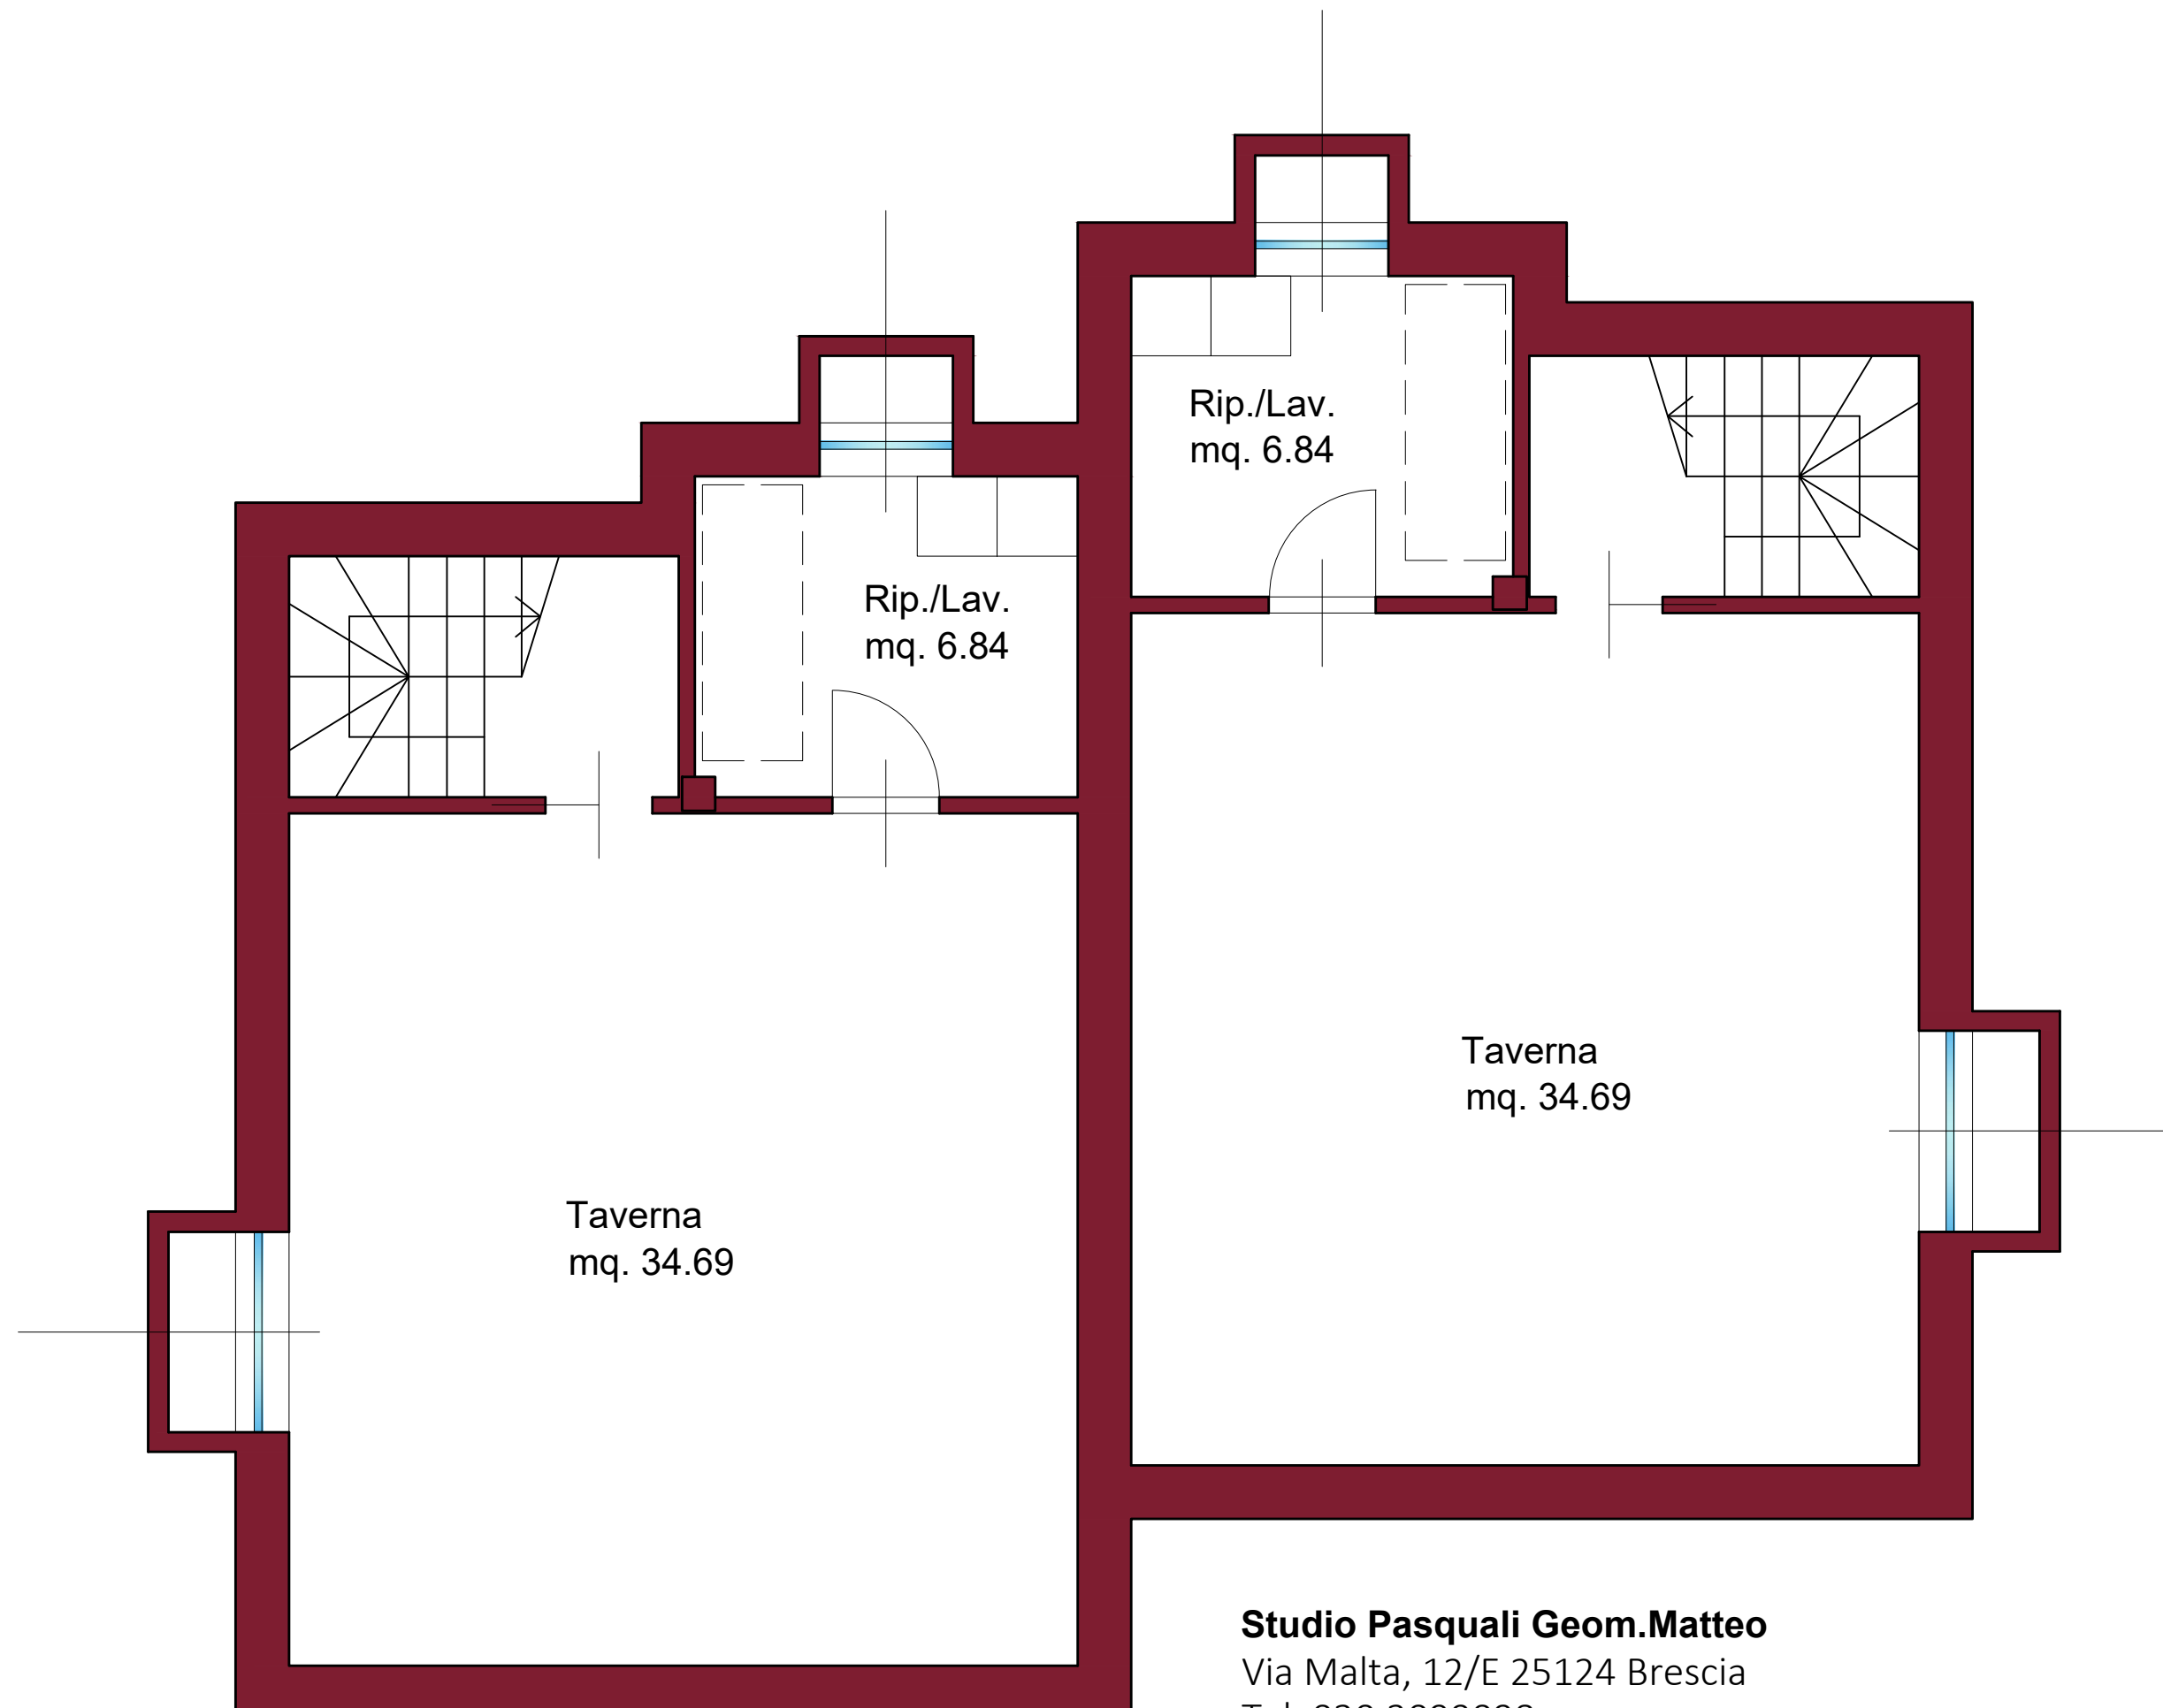 Rip./Lav.
mq. 6.84
Rip./Lav.
mq. 6.84
Taverna
mq. 34.69
Taverna
mq. 34.69
Studio Pasquali Geom.Matteo
Via Malta, 12/E 25124 Brescia